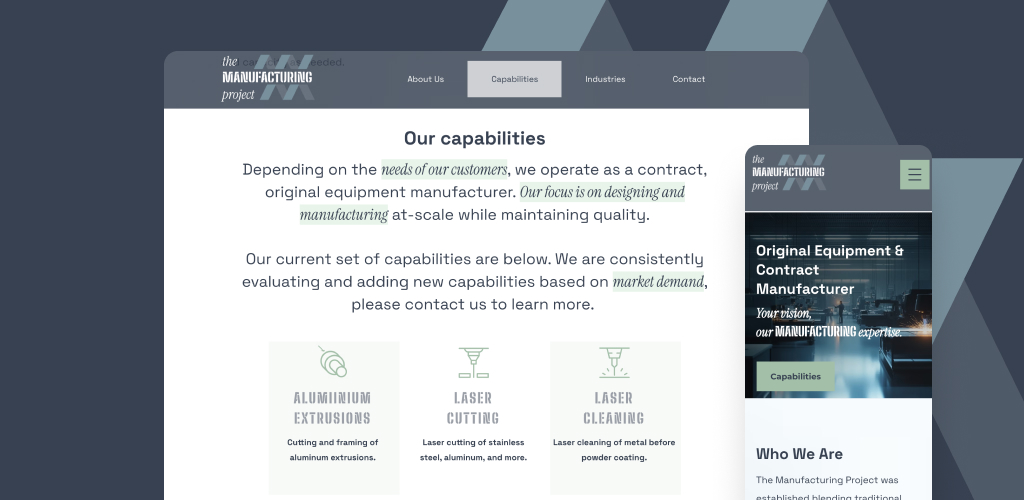 the
MANUFACTURING
project
needed.
About Us
Capabilities
Industries
Contact
Our capabilities
Depending on the needs of our customers, we operate as a contract,
original equipment manufacturer. Our focus is on designing and
manufacturing at-scale while maintaining quality.
Our current set of capabilities are below. We are consistently
evaluating and adding new capabilities based on market demand,
please contact us to learn more.
ALUMIINIUM
EXTRUSIONS
Cutting and framing of
aluminum extrusions.
LASER
CUTTING
Laser cutting of stainless
steel, aluminum, and more.
LASER
CLEANING
Laser cleaning of metal before
powder coating.
the
MANUFACTURING
project
Original Equipment &
Contract
Manufacturer
Your vision,
our MANUFACTURING expertise.
Capabilities
Who We Are
The Manufacturing Project was
established blending traditional